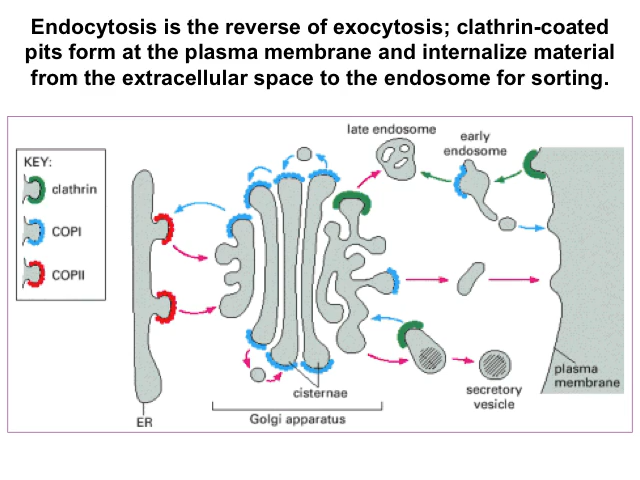 Endocytosis is the reverse of exocytosis; clathrin-coated
pits form at the plasma membrane and internalize material
from the extracellular space to the endosome for sorting.
late endosome
early
endosome
KEY:
clathrin
COPI
COPII
cisternae
ER
Golgi apparatus
secretory
vesicle
plasma
membrane